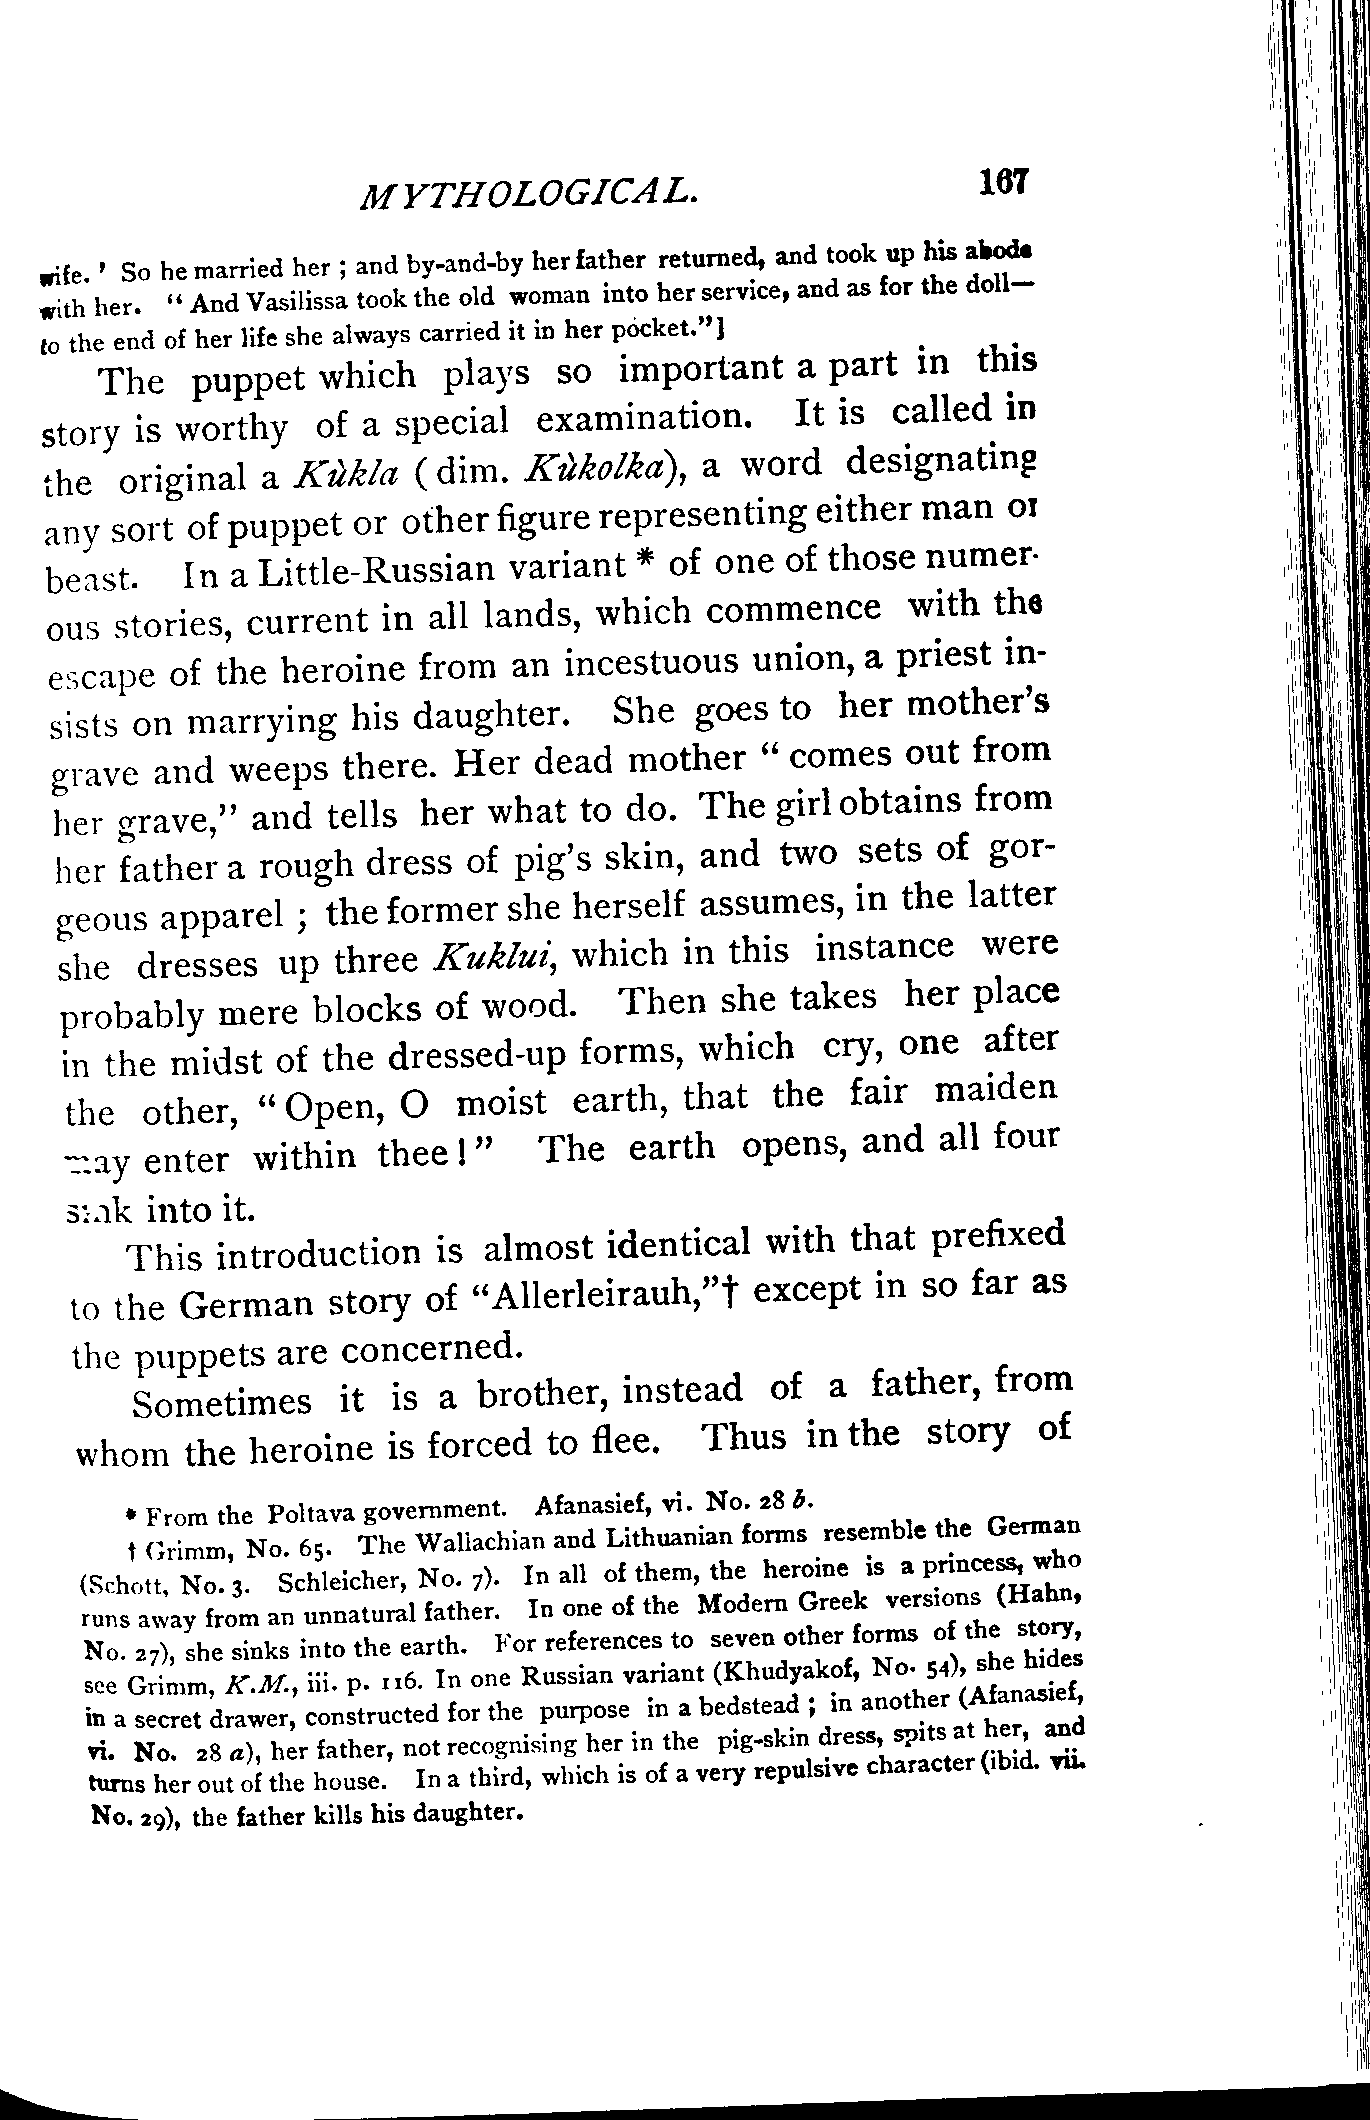 MYTHOLOGICAL. 167
wife.' So he married her ; and by-and-by her father returned, and took up his abode
with her. "And Vasilissa took the old woman into her service, and as for the doll—
to the end of her life she always carried it in her pocket."]
The puppet which plays so important a part in this
story is worthy of a special examination. It is called in
the original a Kùkla (dim. Kùkolka), a word designating
any sort of puppet or other figure representing either man or
beast. In a Little-Russian variant * of one of those numer-
ous stories, current in all lands, which commence with the
escape of the heroine from an incestuous union, a priest in-
sists on marrying his daughter. She goes to her mother's
grave and weeps there. Her dead mother "comes out from
her grave," and tells her what to do. The girl obtains from
her father a rough dress of pig's skin, and two sets of gor-
geous apparel ; the former she herself assumes, in the latter
she dresses up three Kuklui, which in this instance were
probably mere blocks of wood. Then she takes her place
in the midst of the dressed-up forms, which cry, one after
the other, "Open, O moist earth, that the fair maiden
may enter within thee!" The earth opens, and all four
sink into it.
This introduction is almost identical with that prefixed
to the German story of "Allerleirauh,"† except in so far as
the puppets are concerned.
Sometimes it is a brother, instead of a father, from
whom the heroine is forced to flee. Thus in the story of
* From the Poltava government. Afanasief, vi. No. 28 b.
† Grimm, No. 65. The Wallachian and Lithuanian forms resemble the German
(Schott, No. 3. Schleicher, No. 7). In all of them, the heroine is a princess, who
runs away from an unnatural father. In one of the Modern Greek versions (Hahn,
No. 27), she sinks into the earth. For references to seven other forms of the story,
see Grimm, K.M., iii. p. 116. In one Russian variant (Khudyakof, No. 54), she hides
in a secret drawer, constructed for the purpose in a bedstead ; in another (Afanasief,
vi. No. 28 a), her father, not recognising her in the pig-skin dress, spits at her, and
turns her out of the house. In a third, which is of a very repulsive character (ibid. vii.
No. 29), the father kills his daughter.